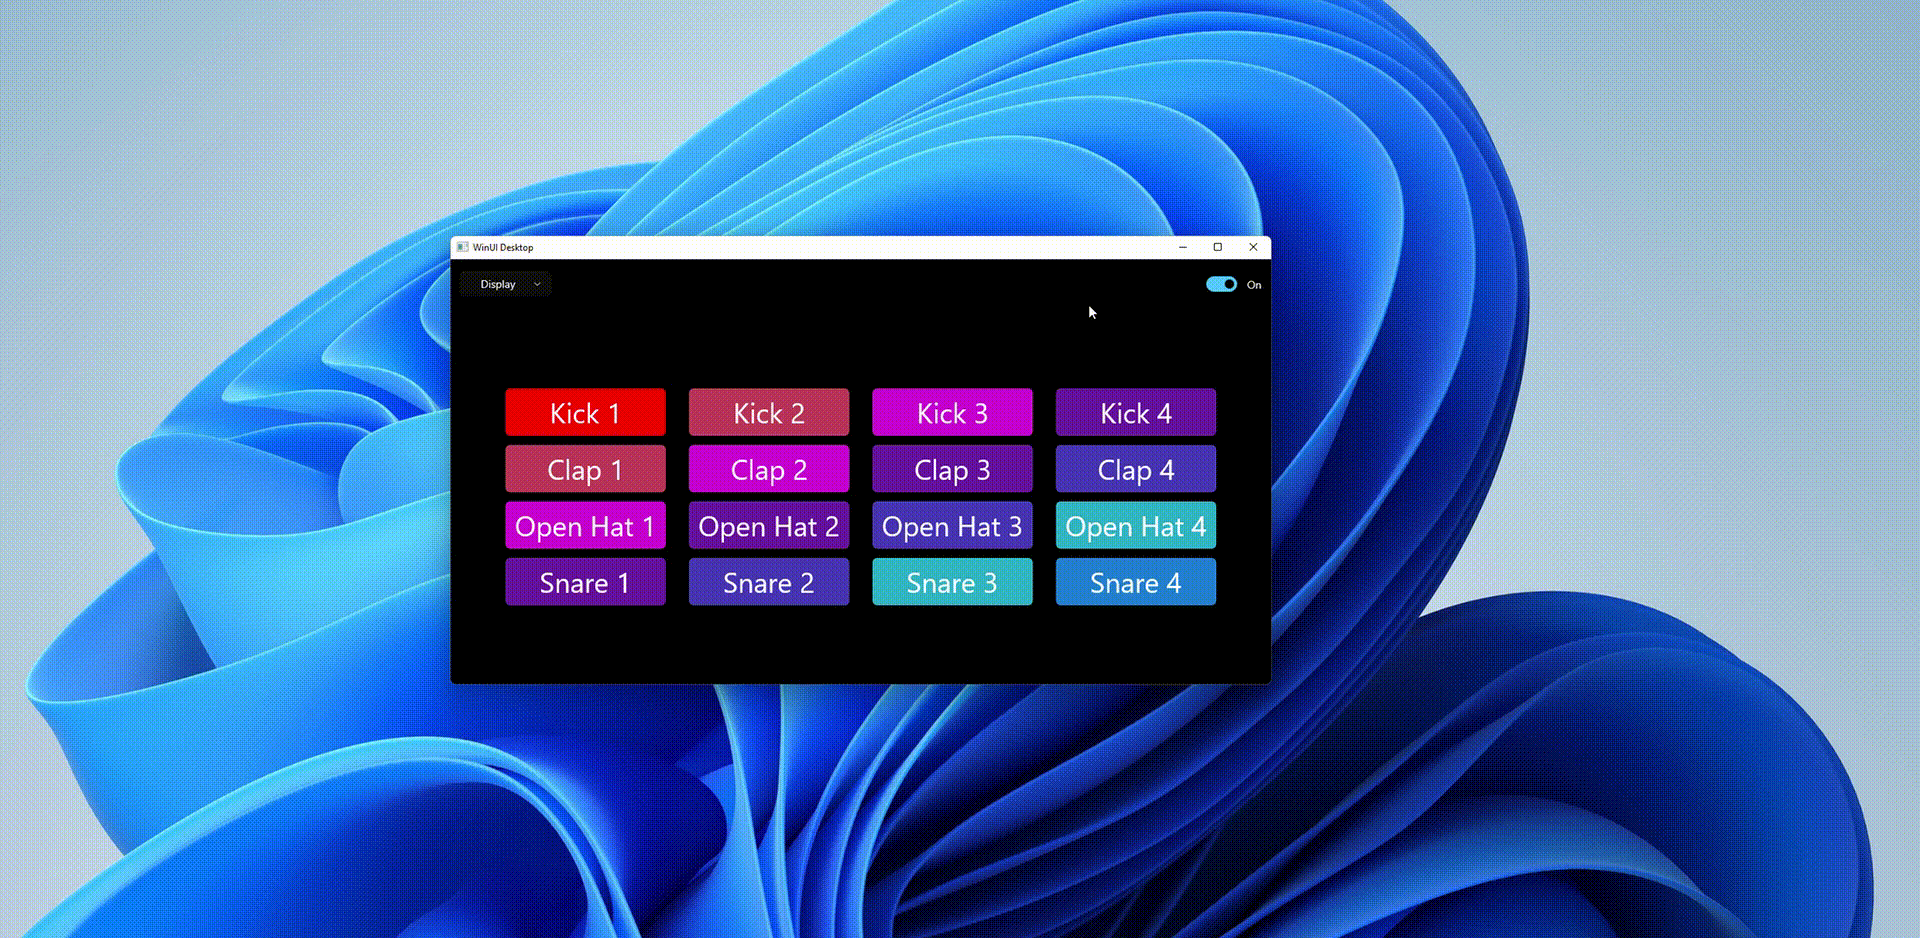 WinUI Desktop
Display
On
Kick 1 Kick 2 Kick 3 Kick 4
Clap 1 Clap 2 Clap 3 Clap 4
Open Hat 1 Open Hat 2 Open Hat 3 Open Hat 4
Snare 1 Snare 2 Snare 3 Snare 4